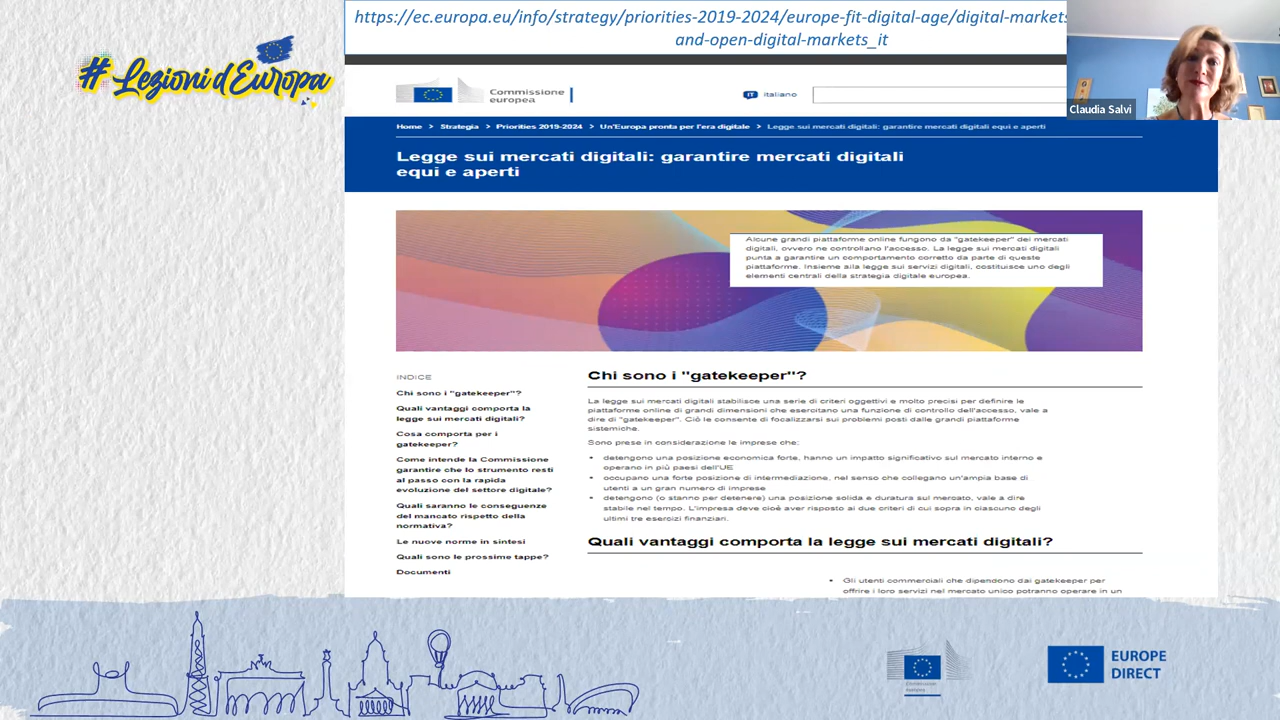 https://ec.europa.eu/info/strategy/priorities-2019-2024/europe-fit-digital-age/digital-markets
and-open-digital-markets_it
# Lezioni d'Europa
Claudia Salvi
Commissione
europea
IT italiano
Home > Strategia > Priorities 2019-2024 > Un'Europa pronta per l'era digitale > Legge sui mercati digitali: garantire mercati digitali equi e aperti
Legge sui mercati digitali: garantire mercati digitali
equi e aperti
Alcune grandi piattaforme online fungono da "gatekeeper" dei mercati
digitali, ovvero ne controllano l'accesso. La legge sui mercati digitali
punta a garantire un comportamento corretto da parte di queste
piattaforme. Insieme alla legge sui servizi digitali, costituisce uno degli
elementi centrali della strategia digitale europea.
INDICE
Chi sono i "gatekeeper"?
Quali vantaggi comporta la
legge sui mercati digitali?
Cosa comporta per i
gatekeeper?
Come intende la Commissione
garantire che lo strumento resti
al passo con la rapida
evoluzione del settore digitale?
Quali saranno le conseguenze
del mancato rispetto della
normativa?
Le nuove norme in sintesi
Quali sono le prossime tappe?
Documenti
Chi sono i "gatekeeper"?
La legge sui mercati digitali stabilisce una serie di criteri oggettivi e molto precisi per definire le
piattaforme online di grandi dimensioni che esercitano una funzione di controllo dell'accesso, vale a
dire di "gatekeeper". Ciò le consente di focalizzarsi sui problemi posti dalle grandi piattaforme
sistemiche.
Sono prese in considerazione le imprese che:
• detengono una posizione economica forte, hanno un impatto significativo sul mercato interno e
operano in più paesi dell'UE
• occupano una forte posizione di intermediazione, nel senso che collegano un'ampia base di
utenti a un gran numero di imprese
• detengono (o stanno per detenere) una posizione solida e duratura sul mercato, vale a dire
stabile nel tempo. L'impresa deve cioè aver risposto ai due criteri di cui sopra in ciascuno degli
ultimi tre esercizi finanziari.
Quali vantaggi comporta la legge sui mercati digitali?
• Gli utenti commerciali che dipendono dai gatekeeper per
offrire i loro servizi nel mercato unico potranno operare in un
Commissione
europea
EUROPE
DIRECT